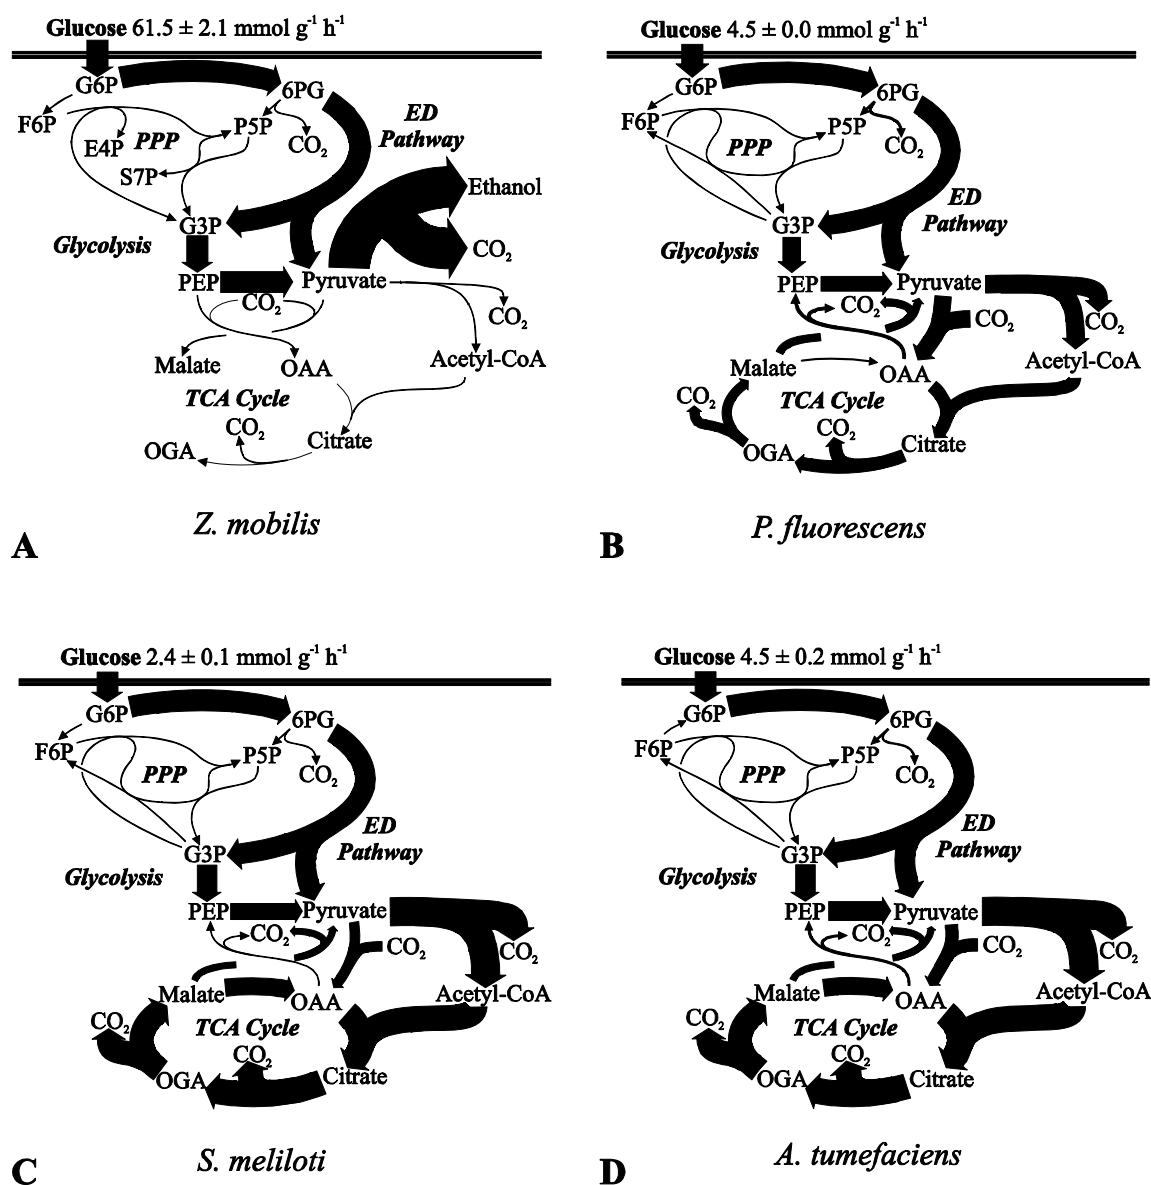 Glucose 61.5 ± 2.1 mmol g⁻¹ h⁻¹
G6P
6PG
F6P
E4P
PPP
P5P
CO₂
S7P
ED
Pathway
Ethanol
G3P
Glycolysis
CO₂
PEP
Pyruvate
CO₂
CO₂
Malate
OAA
Acetyl-CoA
TCA Cycle
CO₂
Citrate
OGA
Z. mobilis
A
Glucose 4.5 ± 0.0 mmol g⁻¹ h⁻¹
G6P
6PG
F6P
PPP
P5P
CO₂
ED
Pathway
G3P
Glycolysis
PEP
Pyruvate
CO₂
CO₂
CO₂
Malate
OAA
Acetyl-CoA
CO₂
TCA Cycle
CO₂
Citrate
OGA
P. fluorescens
B
Glucose 2.4 ± 0.1 mmol g⁻¹ h⁻¹
G6P
6PG
F6P
PPP
P5P
CO₂
ED
Pathway
G3P
Glycolysis
PEP
Pyruvate
CO₂
CO₂
CO₂
Malate
OAA
Acetyl-CoA
CO₂
TCA Cycle
CO₂
Citrate
OGA
S. meliloti
C
Glucose 4.5 ± 0.2 mmol g⁻¹ h⁻¹
G6P
6PG
F6P
PPP
P5P
CO₂
ED
Pathway
G3P
Glycolysis
PEP
Pyruvate
CO₂
CO₂
CO₂
Malate
OAA
Acetyl-CoA
CO₂
TCA Cycle
CO₂
Citrate
OGA
A. tumefaciens
D